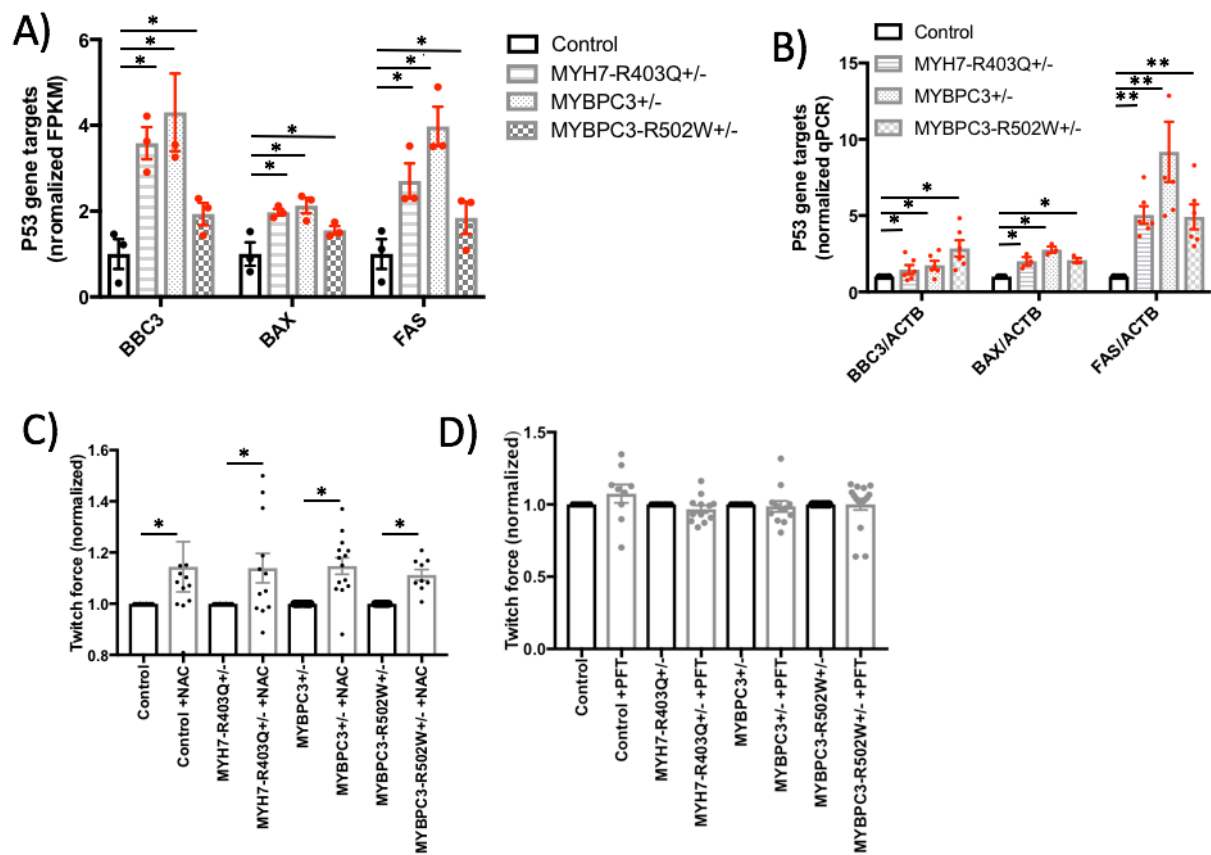 A)
P53 gene targets
(nromalized FPKM)
6
4
2
0
* * *
* * *
* * *
BBC3
BAX
FAS
Control
MYH7-R403Q+/-
MYBPC3+/-
MYBPC3-R502W+/-
B)
P53 gene targets
(normalized qPCR)
15
10
5
0
Control
MYH7-R403Q+/-
MYBPC3+/-
MYBPC3-R502W+/-
* * *
* * *
** ** **
BBC3/ACTB
BAX/ACTB
FAS/ACTB
C)
Twitch force (normalized)
1.6
1.4
1.2
1.0
0.8
* * * *
Control
Control +NAC
MYH7-R403Q+/-
MYH7-R403Q+/- +NAC
MYBPC3+/-
MYBPC3+/- +NAC
MYBPC3-R502W+/-
MYBPC3-R502W+/- +NAC
D)
Twitch force (normalized)
1.5
1.0
0.5
0.0
Control
Control +PFT
MYH7-R403Q+/-
MYH7-R403Q+/- +PFT
MYBPC3+/-
MYBPC3+/- +PFT
MYBPC3-R502W+/-
MYBPC3-R502W+/- +PFT